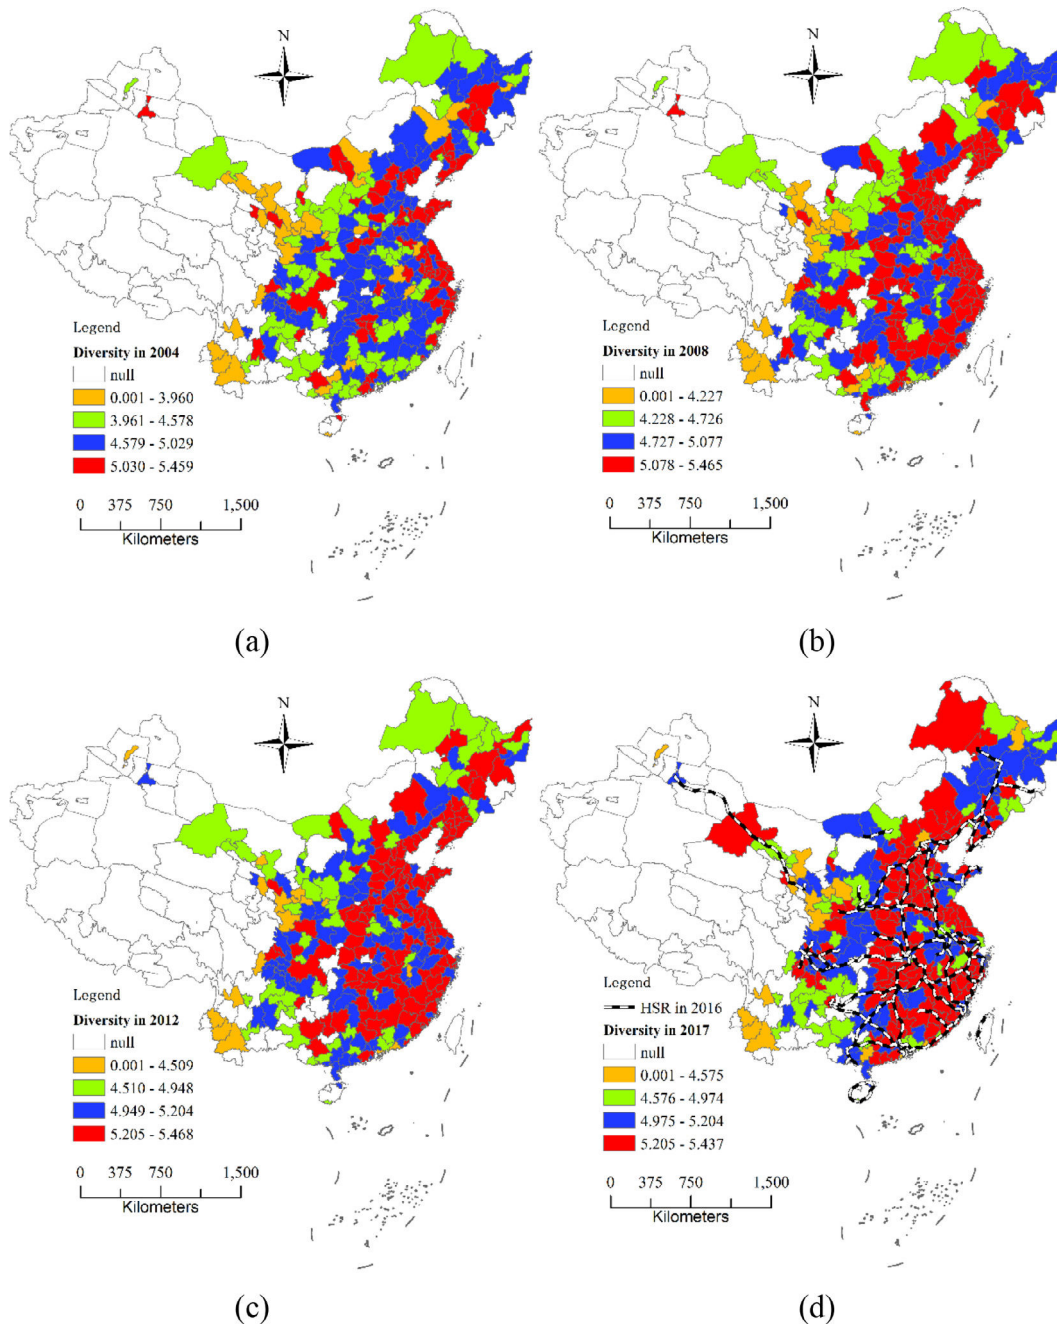 N
Legend
Diversity in 2004
null
0.001 - 3.960
3.961 - 4.578
4.579 - 5.029
5.030 - 5.459
0 375 750 1,500
Kilometers
(a)
N
Legend
Diversity in 2008
null
0.001 - 4.227
4.228 - 4.726
4.727 - 5.077
5.078 - 5.465
0 375 750 1,500
Kilometers
(b)
N
Legend
Diversity in 2012
null
0.001 - 4.509
4.510 - 4.948
4.949 - 5.204
5.205 - 5.468
0 375 750 1,500
Kilometers
(c)
N
Legend
HSR in 2016
Diversity in 2017
null
0.001 - 4.575
4.576 - 4.974
4.975 - 5.204
5.205 - 5.437
0 375 750 1,500
Kilometers
(d)